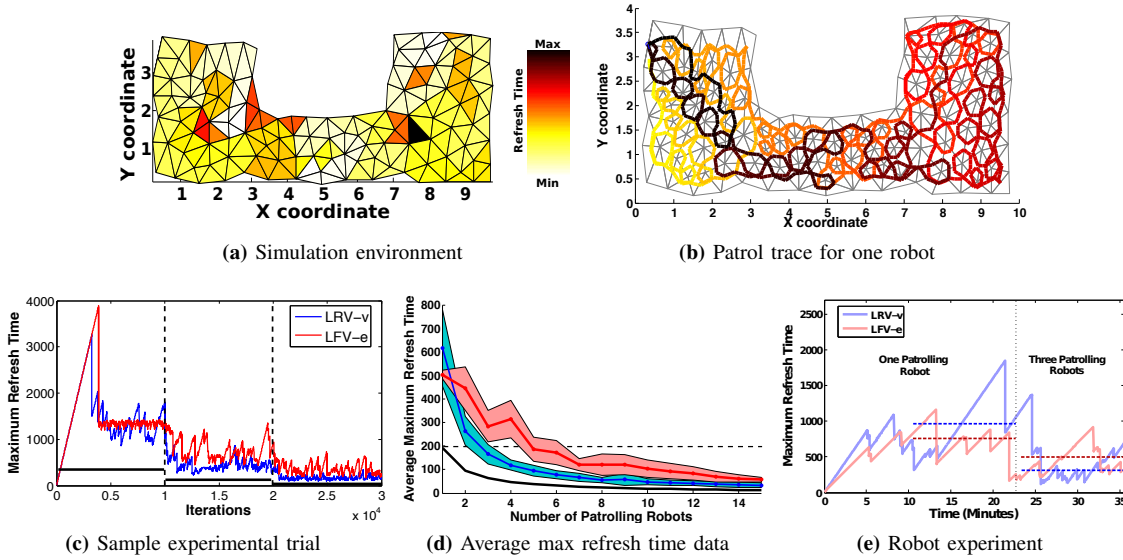 Y coordinate
3
2
1
1 2 3 4 5 6 7 8 9
X coordinate
Refresh Time
Max
Min
(a) Simulation environment
Y coordinate
4
3.5
3
2.5
2
1.5
1
0.5
0
0 1 2 3 4 5 6 7 8 9 10
X coordinate
(b) Patrol trace for one robot
Maximum Refresh Time
4000
3000
2000
1000
0
0 0.5 10 1.5 20 2.5 3
x 10⁴
Iterations
LRV-v
LFV-e
(c) Sample experimental trial
Average Maximum Refresh Time
800
700
600
500
400
300
200
100
0
2 4 6 8 10 12 14
Number of Patrolling Robots
(d) Average max refresh time data
Maximum Refresh Time
2500
2000
1500
1000
500
0
0 5 10 15 20 25 30 35
Time (Minutes)
LRV-v
LFV-e
One Patrolling
Robot
Three Patrolling
Robots
(e) Robot experiment